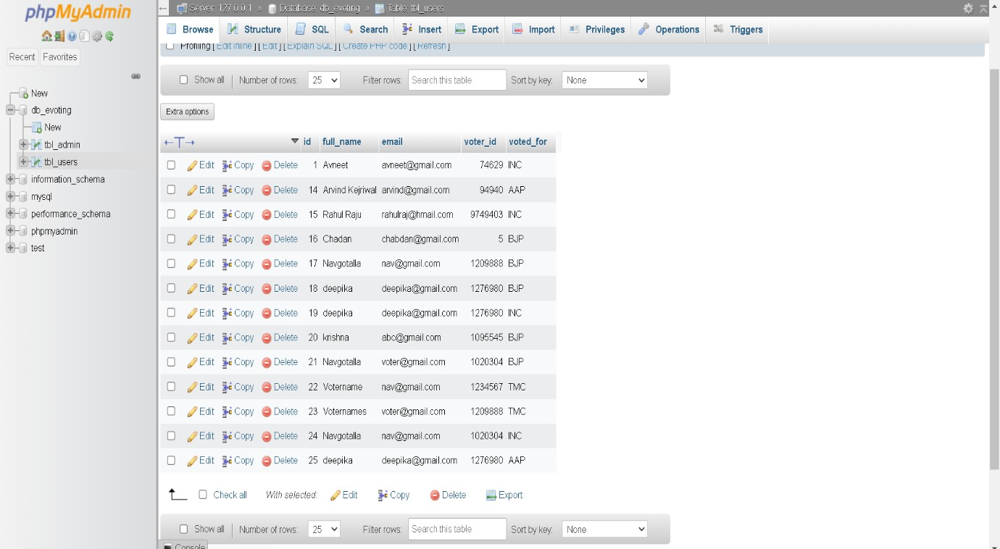 phpMyAdmin
Server: 127.0.0.1 » Database: db_evoting » Table: tbl_users
Browse Structure SQL Search Insert Export Import Privileges Operations Triggers
Recent Favorites
Profiling [ Edit inline ] [ Edit ] [ Explain SQL ] [ Create PHP code ] [ Refresh ]
Show all Number of rows: 25 Filter rows: Search this table Sort by key: None
Extra options
New
db_evoting
New
tbl_admin
tbl_users
information_schema
mysql
performance_schema
phpmyadmin
test
←T→ id full_name email voter_id voted_for
Edit Copy Delete 1 Avneet avneet@gmail.com 74629 INC
Edit Copy Delete 14 Arvind Kejriwal arvind@gmail.com 94940 AAP
Edit Copy Delete 15 Rahul Raju rahulraj@hmail.com 9749403 INC
Edit Copy Delete 16 Chadan chabdan@gmail.com 5 BJP
Edit Copy Delete 17 Navgotalla nav@gmail.com 1209888 BJP
Edit Copy Delete 18 deepika deepika@gmail.com 1276980 BJP
Edit Copy Delete 19 deepika deepika@gmail.com 1276980 INC
Edit Copy Delete 20 krishna abc@gmail.com 1095545 BJP
Edit Copy Delete 21 Navgotalla voter@gmail.com 1020304 BJP
Edit Copy Delete 22 Votername nav@gmail.com 1234567 TMC
Edit Copy Delete 23 Voternames voter@gmail.com 1209888 TMC
Edit Copy Delete 24 Navgotalla nav@gmail.com 1020304 INC
Edit Copy Delete 25 deepika deepika@gmail.com 1276980 AAP
Check all With selected: Edit Copy Delete Export
Show all Number of rows: 25 Filter rows: Search this table Sort by key: None
Console